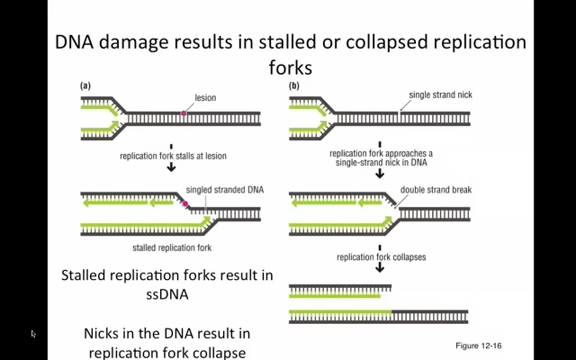 DNA damage results in stalled or collapsed replication
forks
(a)
lesion
replication fork stalls at lesion
singled stranded DNA
stalled replication fork
Stalled replication forks result in
ssDNA
Nicks in the DNA result in
replication fork collapse
(b)
single strand nick
replication fork approaches a
single-strand nick in DNA
double strand break
replication fork collapses
Figure 12-16